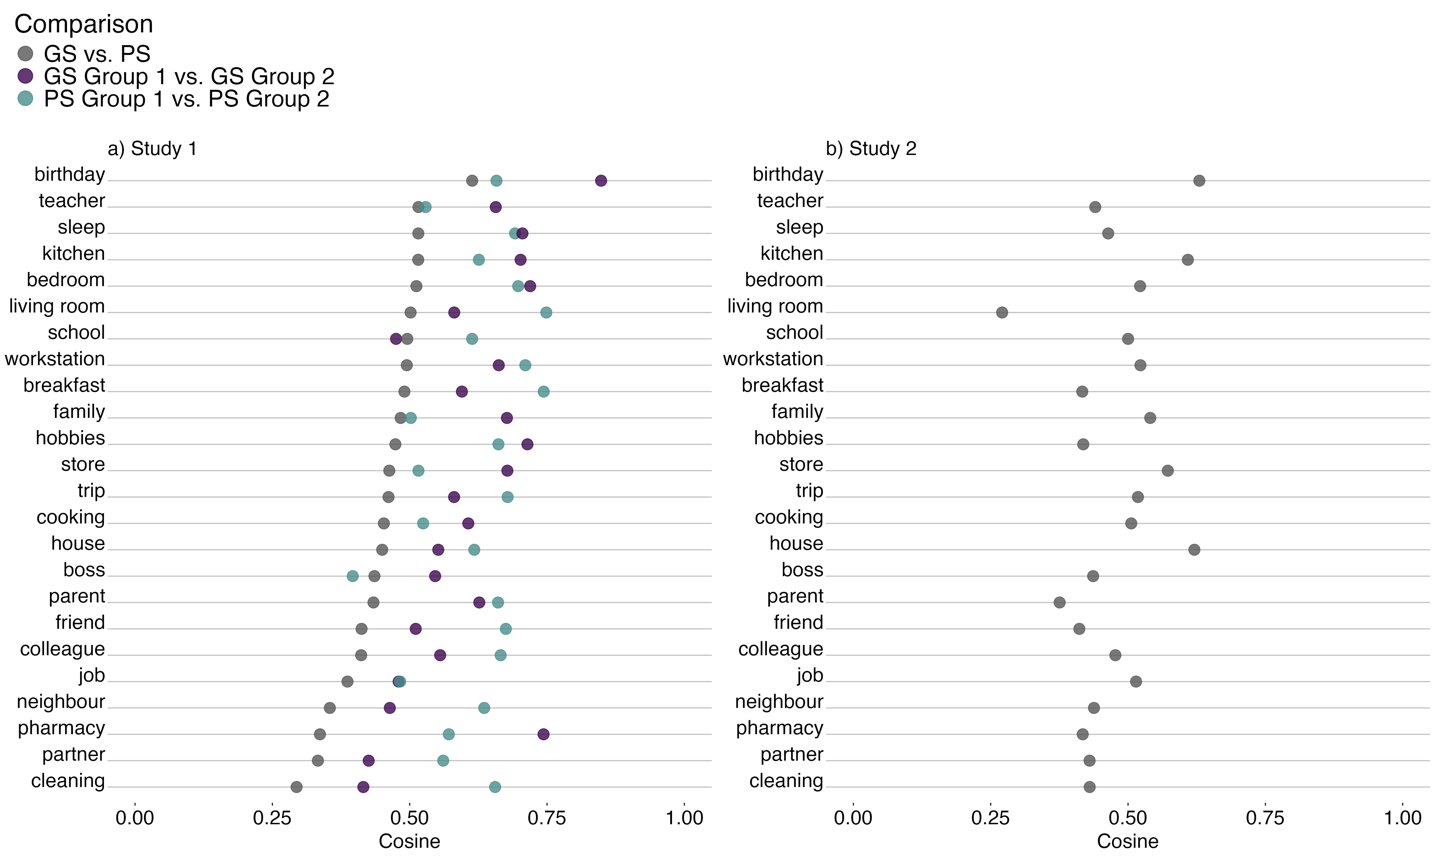 Comparison
GS vs. PS
GS Group 1 vs. GS Group 2
PS Group 1 vs. PS Group 2
a) Study 1
birthday
teacher
sleep
kitchen
bedroom
living room
school
workstation
breakfast
family
hobbies
store
trip
cooking
house
boss
parent
friend
colleague
job
neighbour
pharmacy
partner
cleaning
0.00 0.25 0.50 0.75 1.00
Cosine
b) Study 2
birthday
teacher
sleep
kitchen
bedroom
living room
school
workstation
breakfast
family
hobbies
store
trip
cooking
house
boss
parent
friend
colleague
job
neighbour
pharmacy
partner
cleaning
0.00 0.25 0.50 0.75 1.00
Cosine